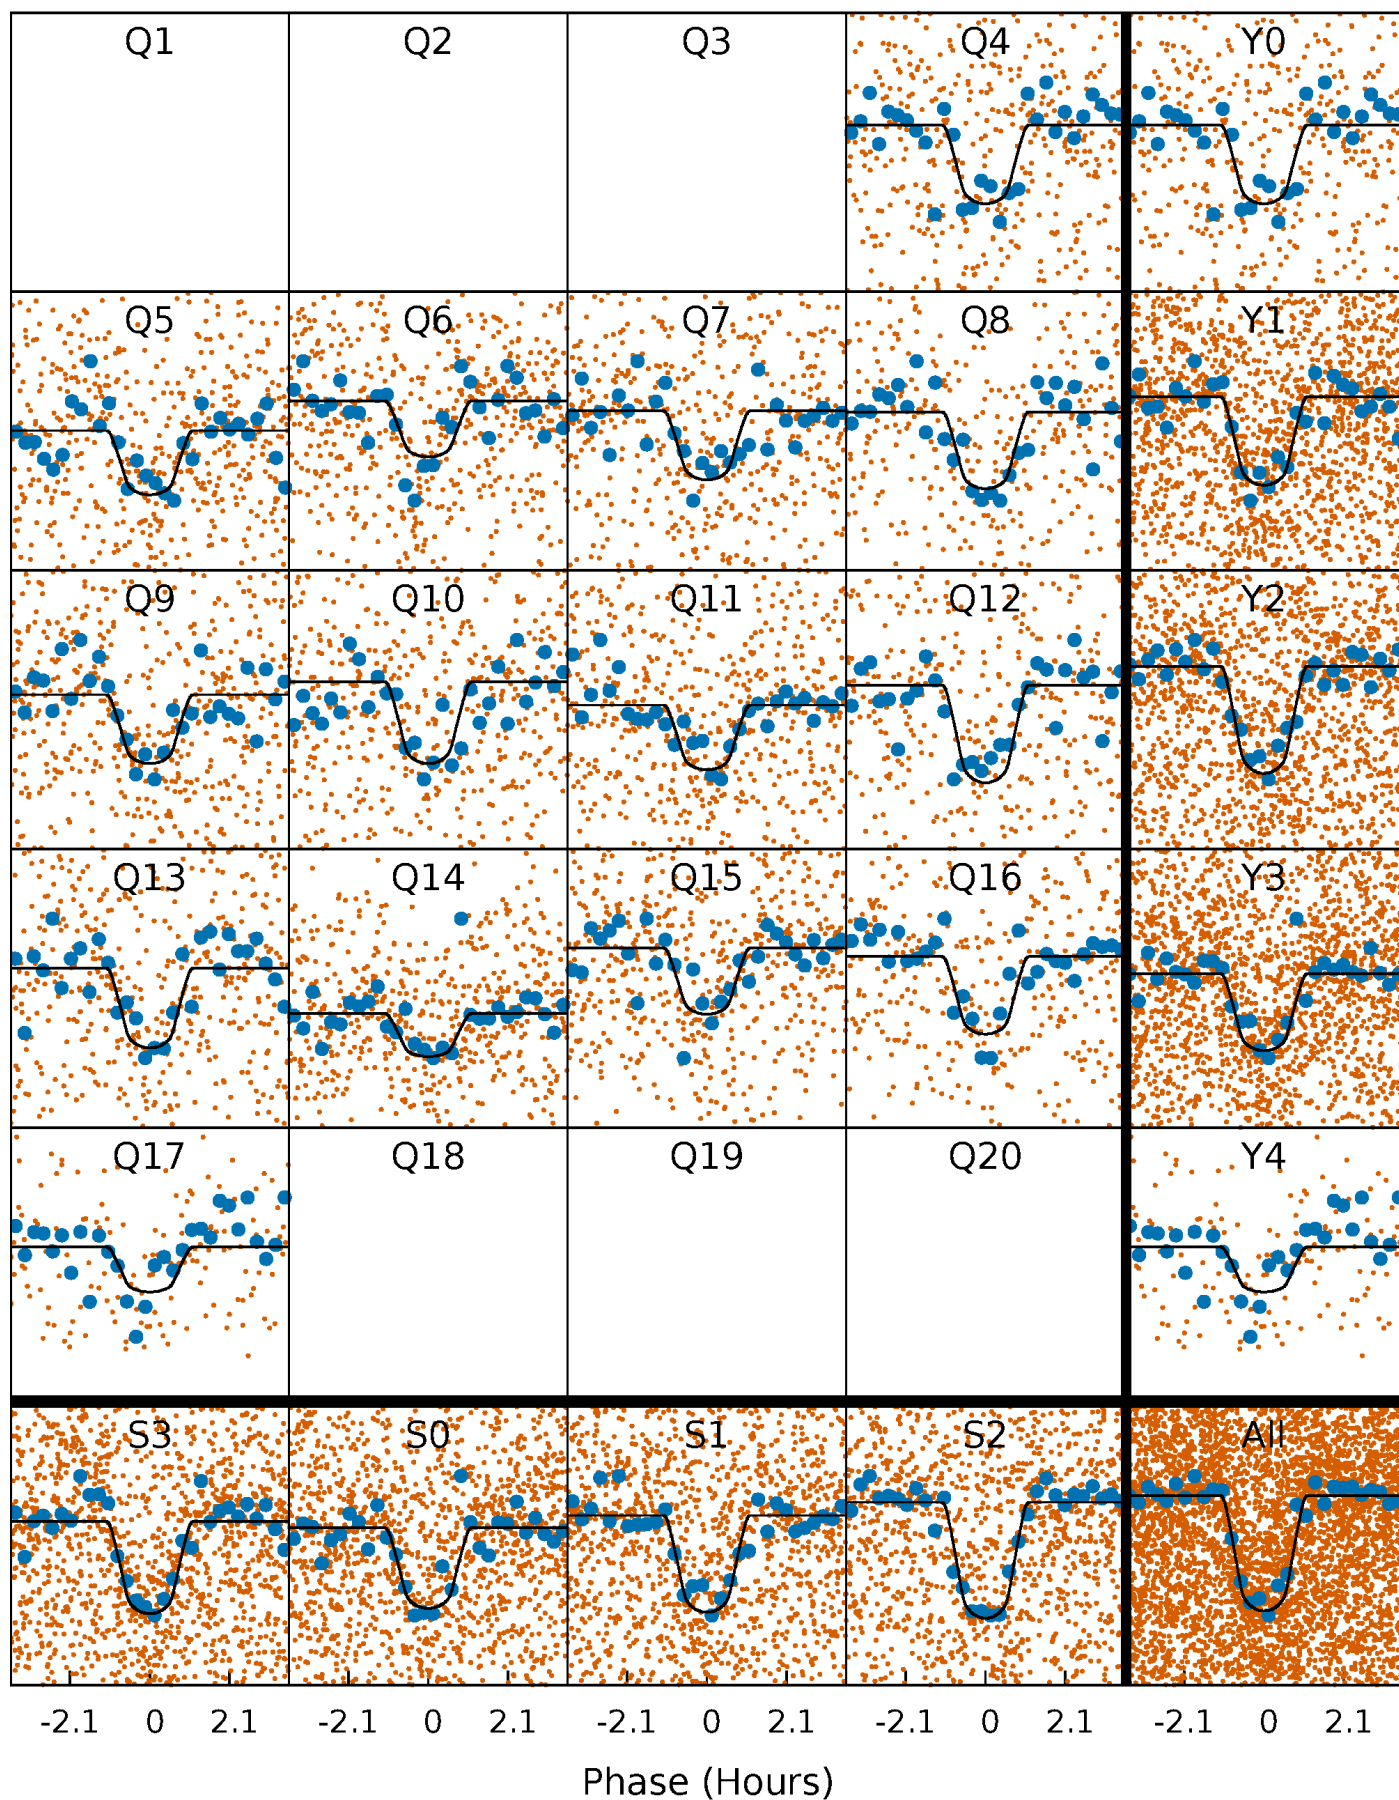 Q1 Q2 Q3 Q4 Y0
Q5 Q6 Q7 Q8 Y1
Q9 Q10 Q11 Q12 Y2
Q13 Q14 Q15 Q16 Y3
Q17 Q18 Q19 Q20 Y4
S3 S0 S1 S2 All
-2.1 0 2.1 -2.1 0 2.1 -2.1 0 2.1 -2.1 0 2.1 -2.1 0 2.1
Phase (Hours)